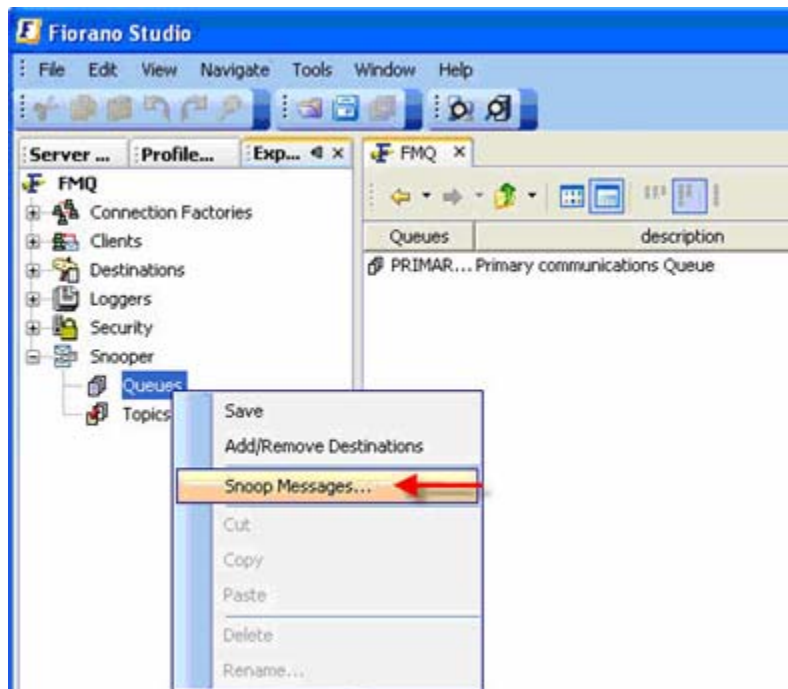 Fiorano Studio
File Edit View Navigate Tools Window Help
Server ... Profile... Exp...
FMQ
FMQ
Connection Factories
Clients
Destinations
Loggers
Security
Snooper
Queues
Topics
Queues description
PRIMAR... Primary communications Queue
Save
Add/Remove Destinations
Snoop Messages...
Cut
Copy
Paste
Delete
Rename...